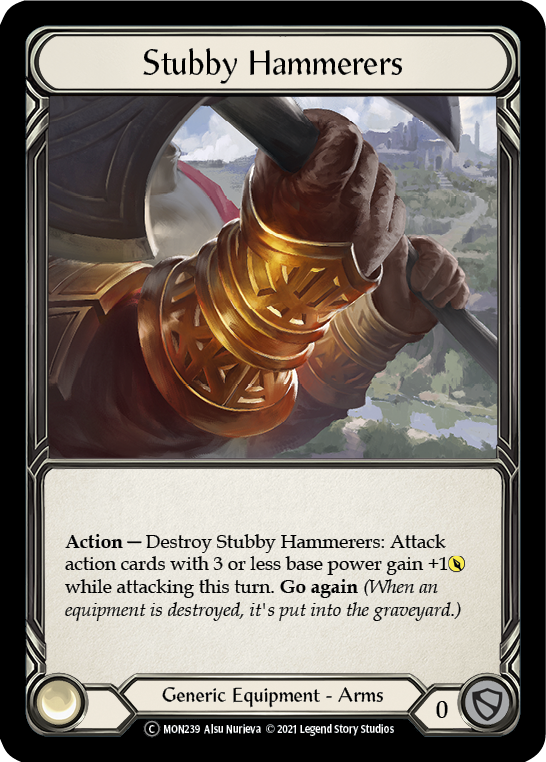 Stubby Hammerers
Action — Destroy Stubby Hammerers: Attack
action cards with 3 or less base power gain +1
while attacking this turn. Go again (When an
equipment is destroyed, it's put into the graveyard.)
Generic Equipment - Arms
0
C MON239 Alsu Nurieva © 2021 Legend Story Studios